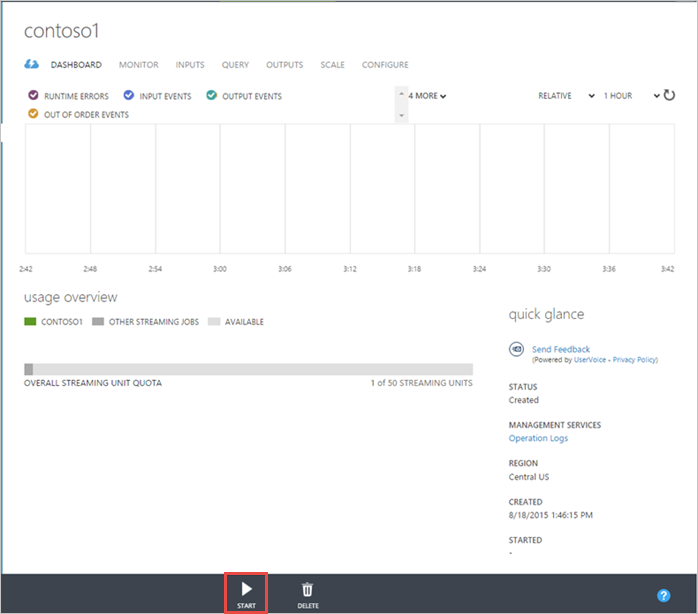 contoso1
DASHBOARD MONITOR INPUTS QUERY OUTPUTS SCALE CONFIGURE
RUNTIME ERRORS INPUT EVENTS OUTPUT EVENTS 4 MORE RELATIVE 1 HOUR
OUT OF ORDER EVENTS
2:42 2:48 2:54 3:00 3:06 3:12 3:18 3:24 3:30 3:36 3:42
usage overview
CONTOSO1 OTHER STREAMING JOBS AVAILABLE
OVERALL STREAMING UNIT QUOTA 1 of 50 STREAMING UNITS
quick glance
Send Feedback
(Powered by UserVoice - Privacy Policy)
STATUS
Created
MANAGEMENT SERVICES
Operation Logs
REGION
Central US
CREATED
8/18/2015 1:46:15 PM
STARTED
-
START DELETE ?